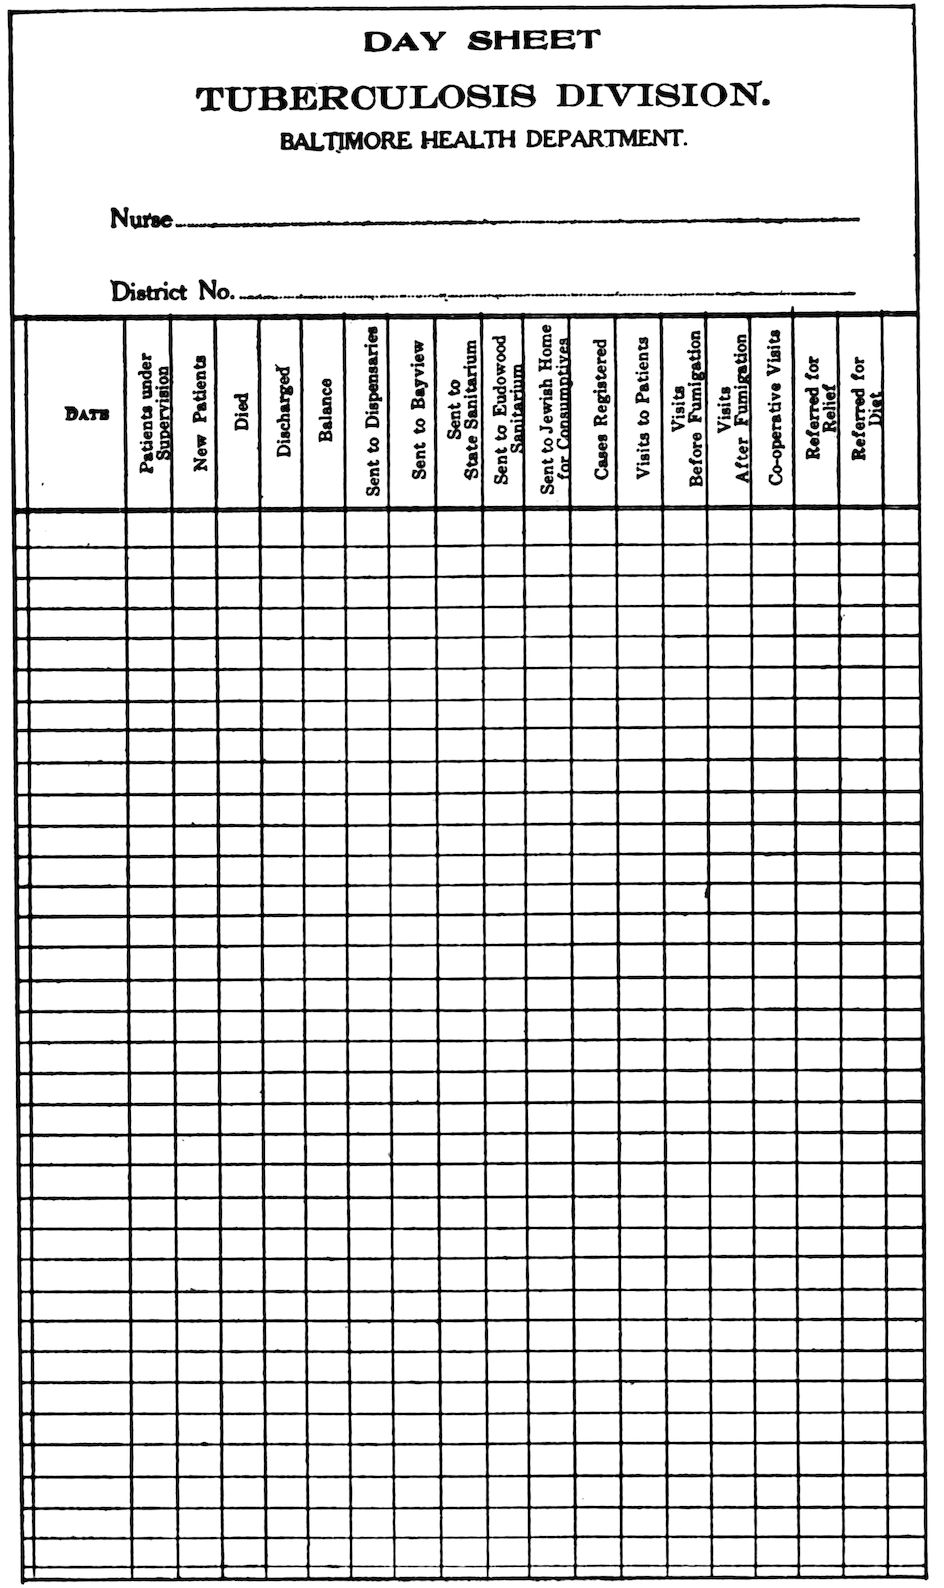 DAY SHEET
TUBERCULOSIS DIVISION.
BALTIMORE HEALTH DEPARTMENT.
Nurse
District No.
DATE
Patients under
Supervision
New Patients
Died
Discharged
Balance
Sent to Dispensaries
Sent to Bayview
Sent to
State Sanitarium
Sent to Eudowood
Sanitarium
Sent to Jewish Home
for Consumptives
Cases Registered
Visits to Patients
Visits
Before Fumigation
Visits
After Fumigation
Co-operative Visits
Referred for
Relief
Referred for
Diet